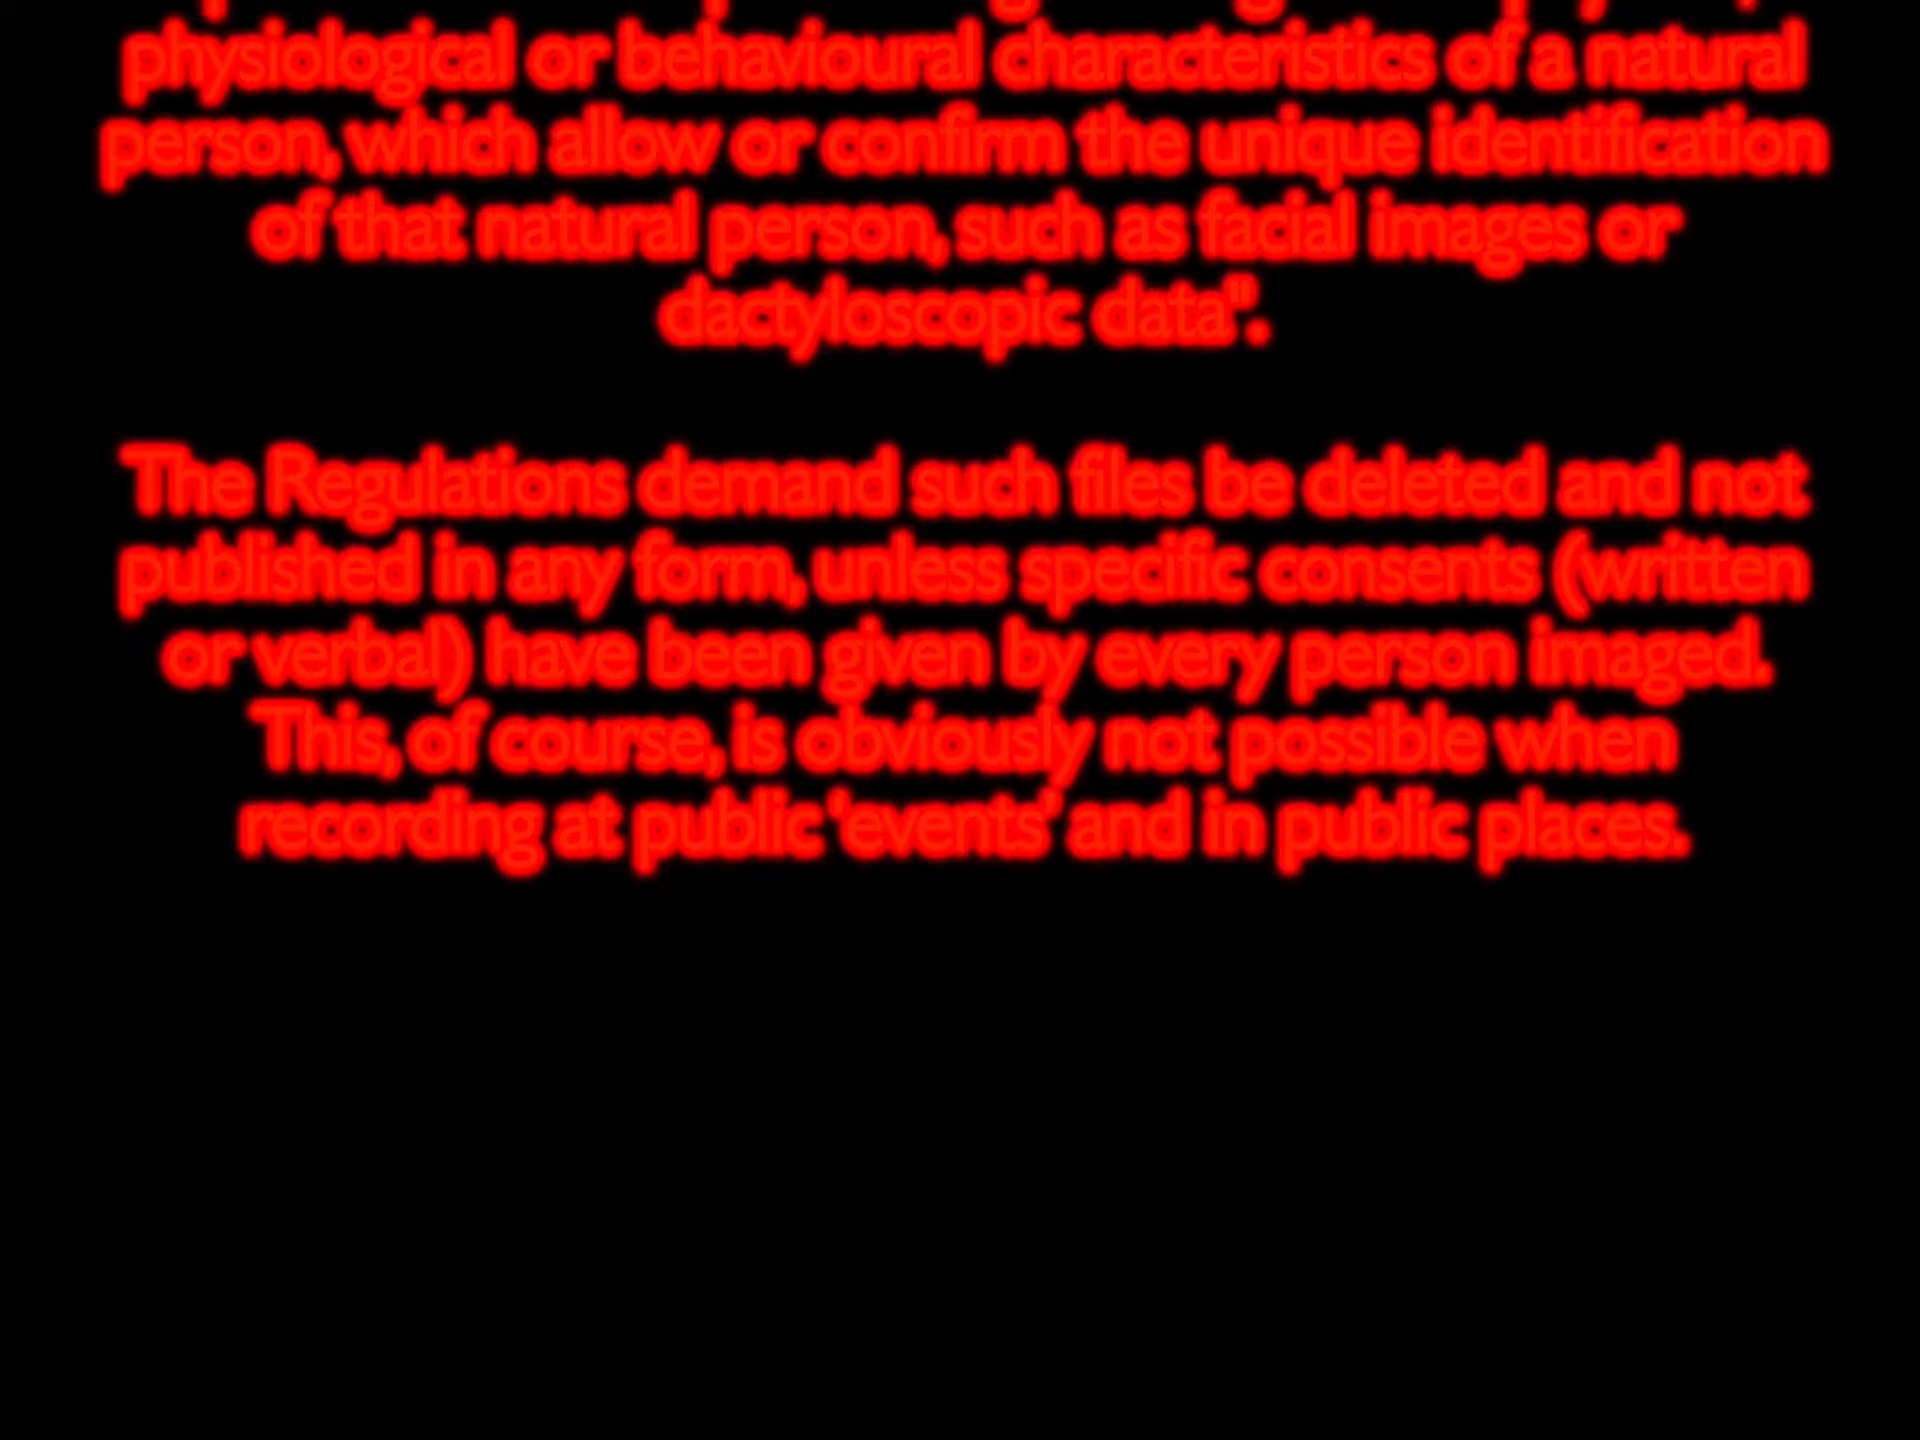 physiological or behavioural characteristics of a natural
person, which allow or confirm the unique identification
of that natural person, such as facial images or
dactyloscopic data".
The Regulations demand such files be deleted and not
published in any form, unless specific consents (written
or verbal) have been given by every person imaged.
This, of course, is obviously not possible when
recording at public 'events' and in public places.